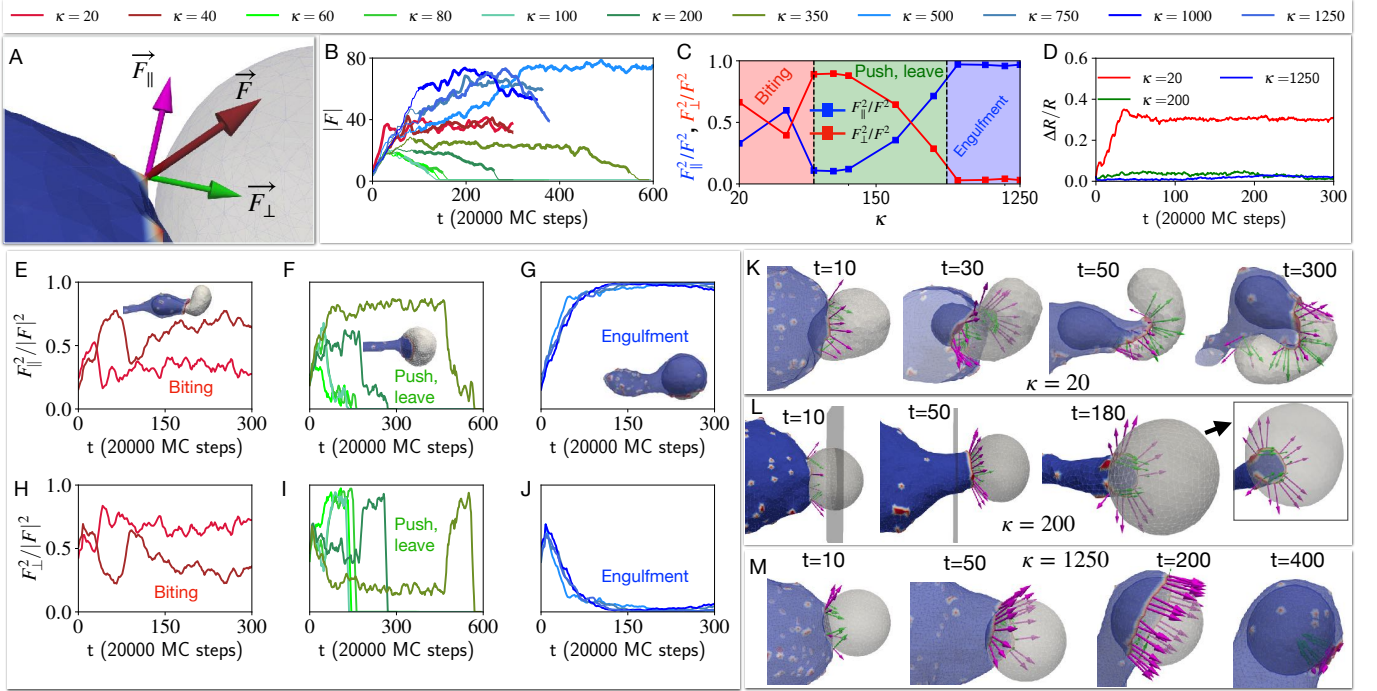 κ = 20 κ = 40 κ = 60 κ = 80 κ = 100 κ = 200 κ = 350 κ = 500 κ = 750 κ = 1000 κ = 1250
A
F∥
F
F⊥
B
|F|
80
40
0
0 200 400 600
t (20000 MC steps)
C
F∥²/F², F⊥²/F²
1.0
0.5
0.0
Biting
Push, leave
Engulfment
F∥²/F²
F⊥²/F²
20 150 1250
κ
D
ΔR/R
0.6
0.4
0.2
0.0
κ = 20
κ = 200
κ = 1250
0 100 200 300
t (20000 MC steps)
E
F∥²/|F|²
1.0
0.5
0.0
Biting
0 150 300
t (20000 MC steps)
F
Push,
leave
0 300 600
t (20000 MC steps)
G
Engulfment
0 150 300
t (20000 MC steps)
H
F⊥²/|F|²
1.0
0.5
0.0
Biting
0 150 300
t (20000 MC steps)
I
Push,
leave
0 300 600
t (20000 MC steps)
J
Engulfment
0 150 300
t (20000 MC steps)
K
t=10 t=30 t=50 t=300
κ = 20
L
t=10 t=50 t=180
κ = 200
M
t=10 t=50 κ = 1250 t=200 t=400